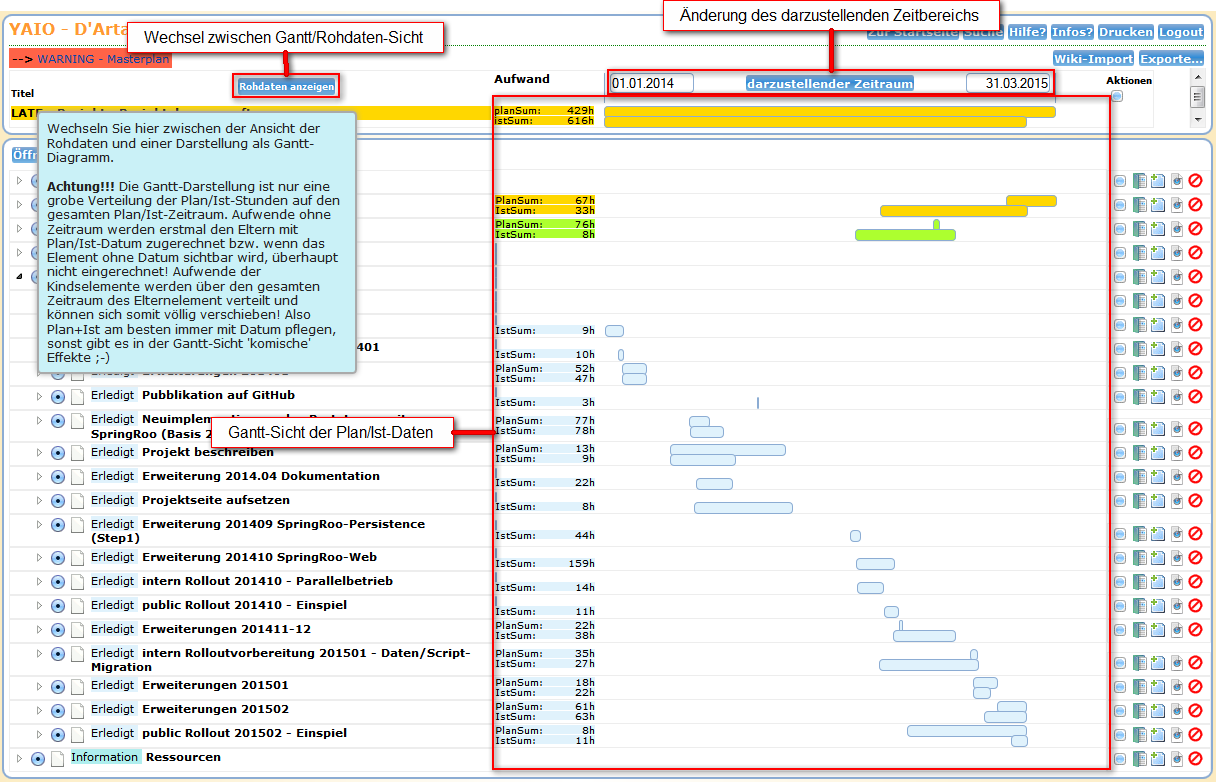 YAIO - D'Arta
Wechsel zwischen Gantt/Rohdaten-Sicht
Änderung des darzustellenden Zeitbereichs
Zur Startseite Suche Hilfe? Infos? Drucken Logout
--> WARNING - Masterplan
Wiki-Import Exporte...
Titel
Rohdaten anzeigen
Aufwand
01.01.2014 darzustellender Zeitraum 31.03.2015
Aktionen
LATE
planSum: 429h
istSum: 616h
Wechseln Sie hier zwischen der Ansicht der
Rohdaten und einer Darstellung als Gantt-
Diagramm.
Achtung!!! Die Gantt-Darstellung ist nur eine
grobe Verteilung der Plan/Ist-Stunden auf den
gesamten Plan/Ist-Zeitraum. Aufwende ohne
Zeitraum werden erstmal den Eltern mit
Plan/Ist-Datum zugerechnet bzw. wenn das
Element ohne Datum sichtbar wird, überhaupt
nicht eingerechnet! Aufwende der
Kindselemente werden über den gesamten
Zeitraum des Elternelement verteilt und
können sich somit völlig verschieben! Also
Plan+Ist am besten immer mit Datum pflegen,
sonst gibt es in der Gantt-Sicht 'komische'
Effekte ;-)
Öff
PlanSum: 67h
IstSum: 33h
PlanSum: 76h
IstSum: 8h
IstSum: 9h
401
IstSum: 10h
PlanSum: 52h
IstSum: 47h
Erledigt Pubblikation auf GitHub
IstSum: 3h
Erledigt
SpringRoo (Basis 2
PlanSum: 77h
IstSum: 78h
Gantt-Sicht der Plan/Ist-Daten
Erledigt Projekt beschreiben
PlanSum: 13h
IstSum: 9h
Erledigt Erweiterung 2014.04 Dokumentation
IstSum: 22h
Erledigt Projektseite aufsetzen
IstSum: 8h
Erledigt Erweiterung 201409 SpringRoo-Persistence
(Step1)
IstSum: 44h
Erledigt Erweiterung 201410 SpringRoo-Web
IstSum: 159h
Erledigt intern Rollout 201410 - Parallelbetrieb
IstSum: 14h
Erledigt public Rollout 201410 - Einspiel
IstSum: 11h
Erledigt Erweiterungen 201411-12
PlanSum: 22h
IstSum: 38h
Erledigt intern Rolloutvorbereitung 201501 - Daten/Script-
Migration
PlanSum: 35h
IstSum: 27h
Erledigt Erweiterungen 201501
PlanSum: 18h
IstSum: 22h
Erledigt Erweiterungen 201502
PlanSum: 61h
IstSum: 63h
Erledigt public Rollout 201502 - Einspiel
PlanSum: 8h
IstSum: 11h
Information Ressourcen